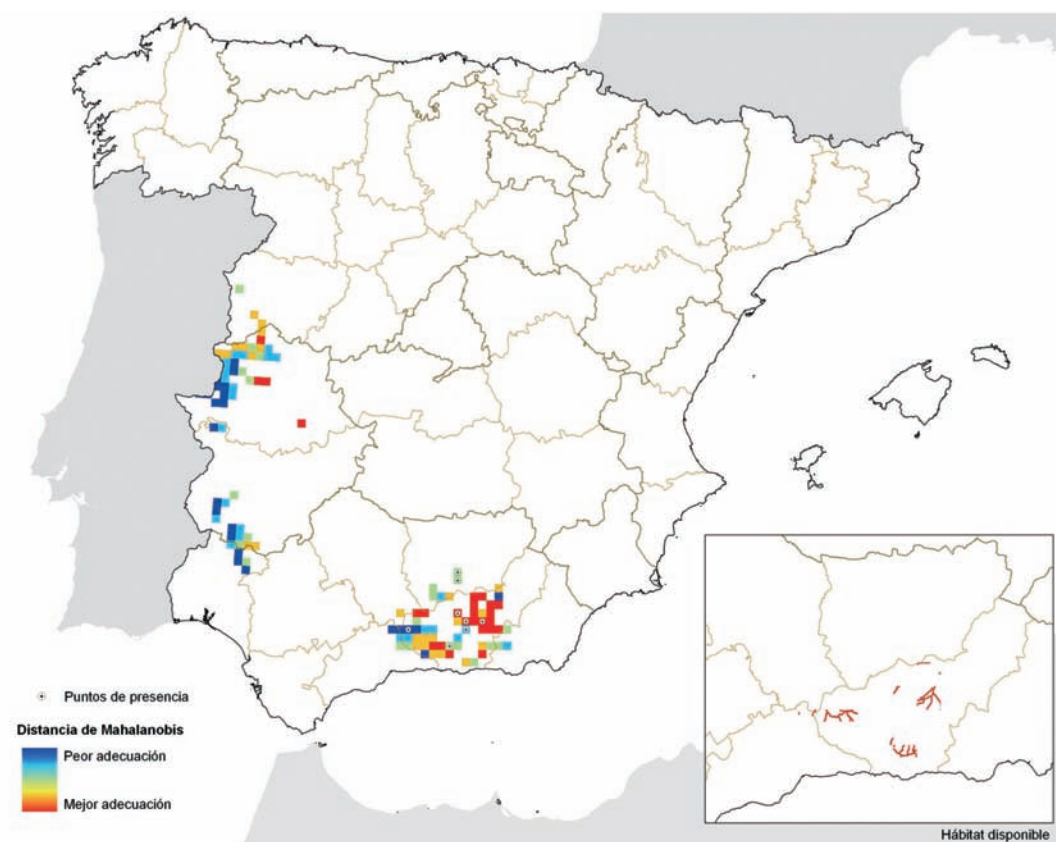 Puntos de presencia
Distancia de Mahalanobis
Peor adecuación
Mejor adecuación
Hábitat disponible